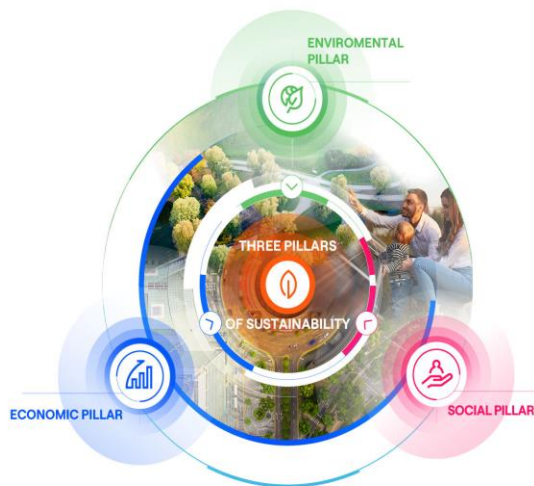 ENVIROMENTAL
PILLAR
THREE PILLARS
OF SUSTAINABILITY
ECONOMIC PILLAR
SOCIAL PILLAR